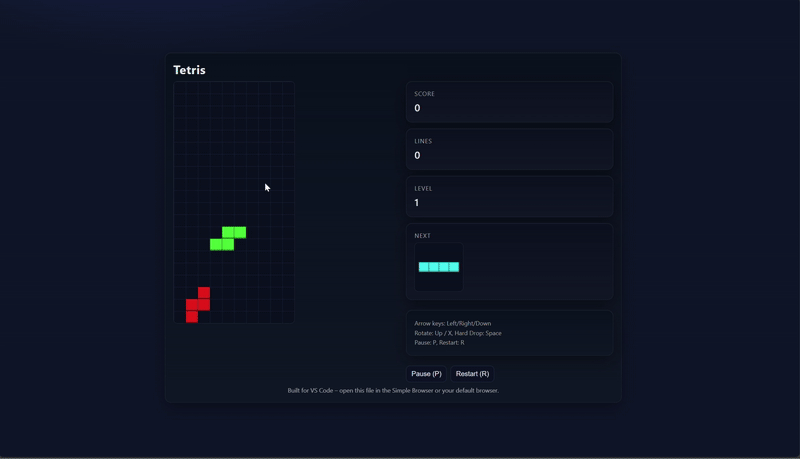 Tetris
SCORE
0
LINES
0
LEVEL
1
NEXT
Arrow keys: Left/Right/Down
Rotate: Up / X, Hard Drop: Space
Pause: P, Restart: R
Pause (P)
Restart (R)
Built for VS Code – open this file in the Simple Browser or your default browser.